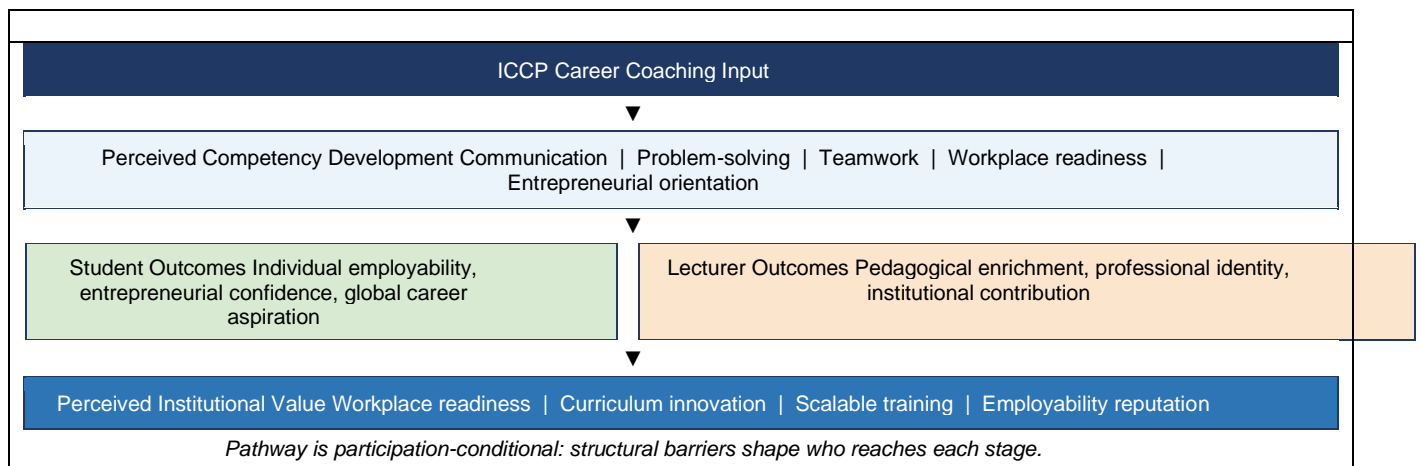 ICCP Career Coaching Input
▼
Perceived Competency Development Communication | Problem-solving | Teamwork | Workplace readiness |
Entrepreneurial orientation
▼
Student Outcomes Individual employability,
entrepreneurial confidence, global career
aspiration
Lecturer Outcomes Pedagogical enrichment, professional identity,
institutional contribution
▼
Perceived Institutional Value Workplace readiness | Curriculum innovation | Scalable training | Employability reputation
Pathway is participation-conditional: structural barriers shape who reaches each stage.